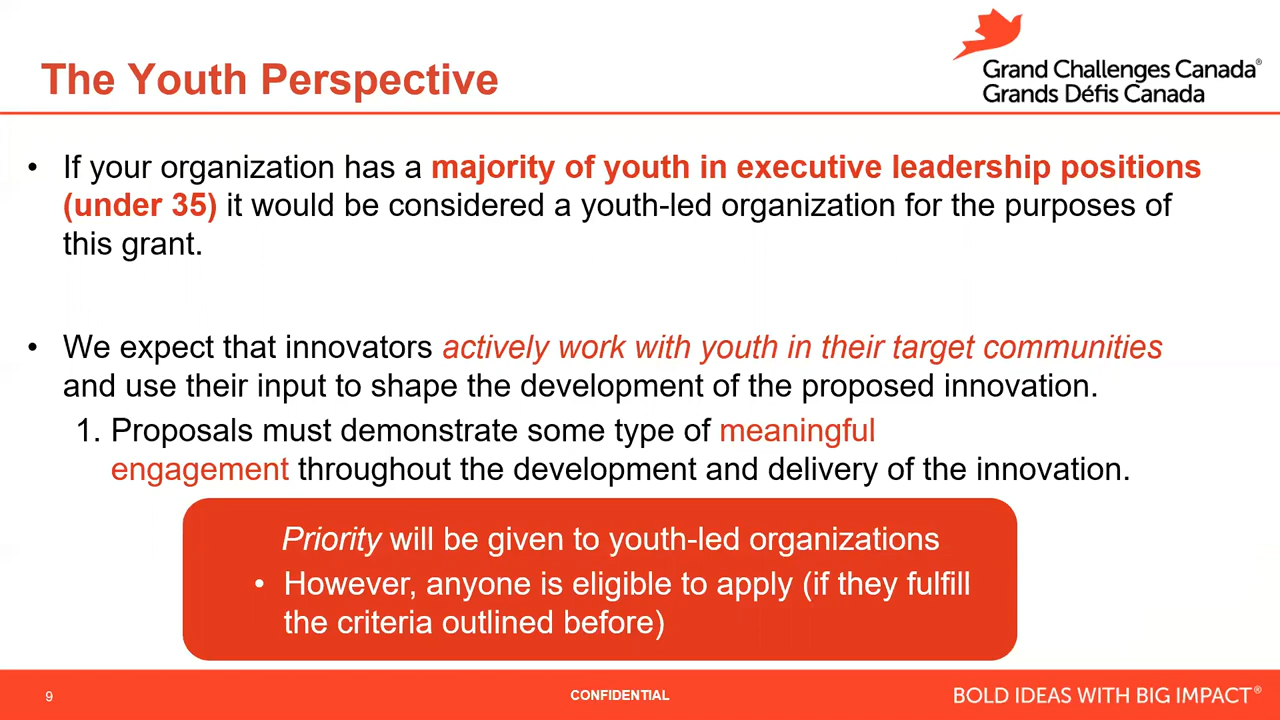 The Youth Perspective
Grand Challenges Canada®
Grands Défis Canada
• If your organization has a majority of youth in executive leadership positions
(under 35) it would be considered a youth-led organization for the purposes of
this grant.
• We expect that innovators actively work with youth in their target communities
and use their input to shape the development of the proposed innovation.
1. Proposals must demonstrate some type of meaningful
engagement throughout the development and delivery of the innovation.
Priority will be given to youth-led organizations
• However, anyone is eligible to apply (if they fulfill
the criteria outlined before)
9
CONFIDENTIAL
BOLD IDEAS WITH BIG IMPACT®